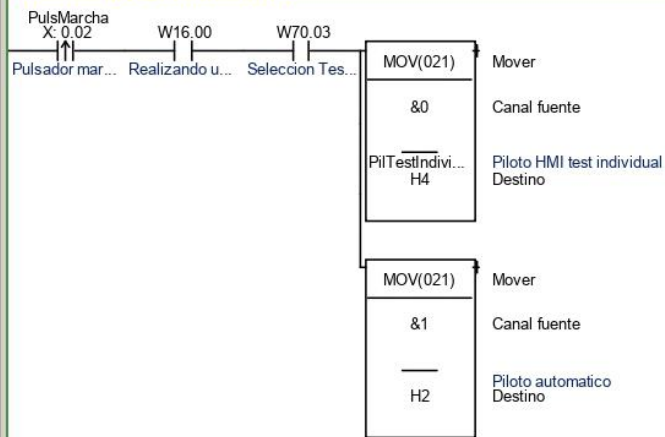 PulsMarcha
X: 0.02 W16.00 W70.03
Pulsador mar... Realizando u... Seleccion Tes...
MOV(021) Mover
&0 Canal fuente
PilTestIndivi... Piloto HMI test individual
H4 Destino
MOV(021) Mover
&1 Canal fuente
Piloto automatico
H2 Destino